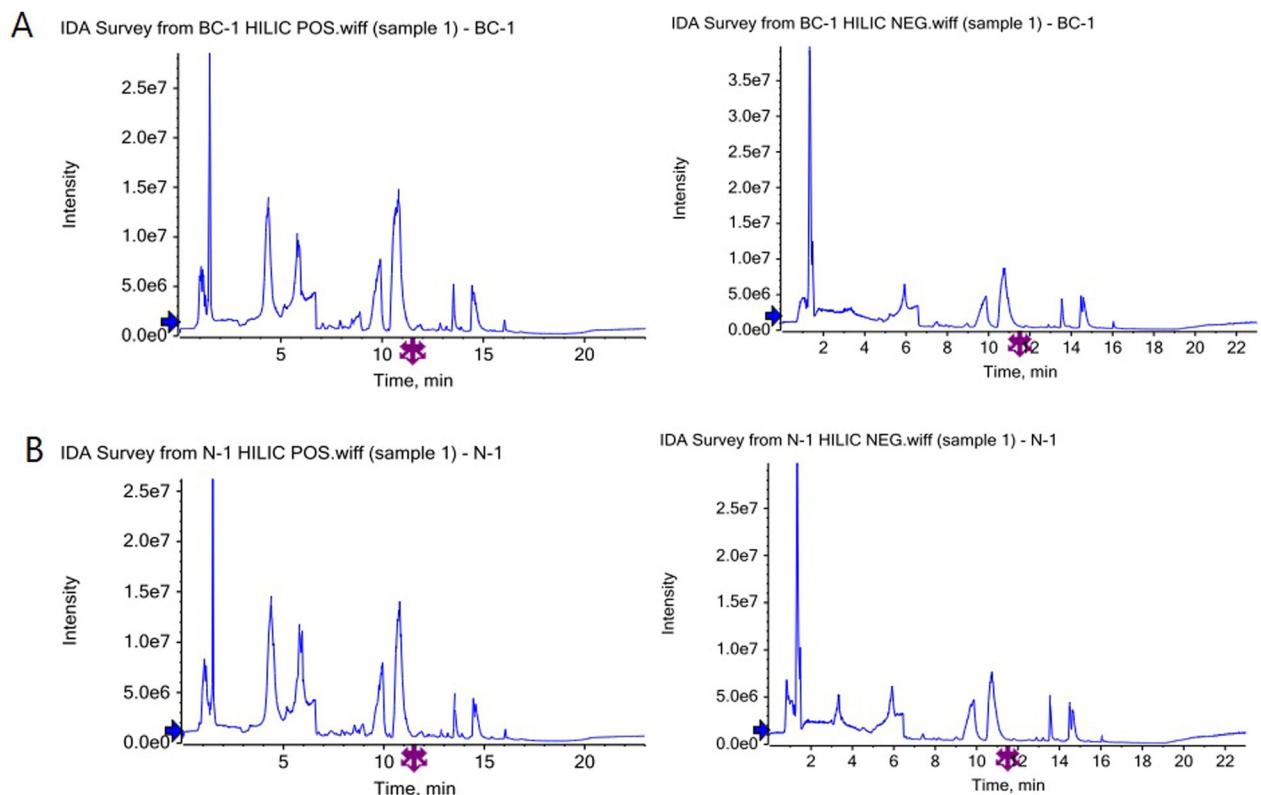 A
IDA Survey from BC-1 HILIC POS.wiff (sample 1) - BC-1
2.5e7
2.0e7
1.5e7
1.0e7
5.0e6
0.0e0
Intensity
5 10 15 20
Time, min
IDA Survey from BC-1 HILIC NEG.wiff (sample 1) - BC-1
3.5e7
3.0e7
2.5e7
2.0e7
1.5e7
1.0e7
5.0e6
0.0e0
Intensity
2 4 6 8 10 12 14 16 18 20 22
Time, min
B
IDA Survey from N-1 HILIC POS.wiff (sample 1) - N-1
2.5e7
2.0e7
1.5e7
1.0e7
5.0e6
0.0e0
Intensity
5 10 15 20
Time, min
IDA Survey from N-1 HILIC NEG.wiff (sample 1) - N-1
2.5e7
2.0e7
1.5e7
1.0e7
5.0e6
0.0e0
Intensity
2 4 6 8 10 12 14 16 18 20 22
Time, min